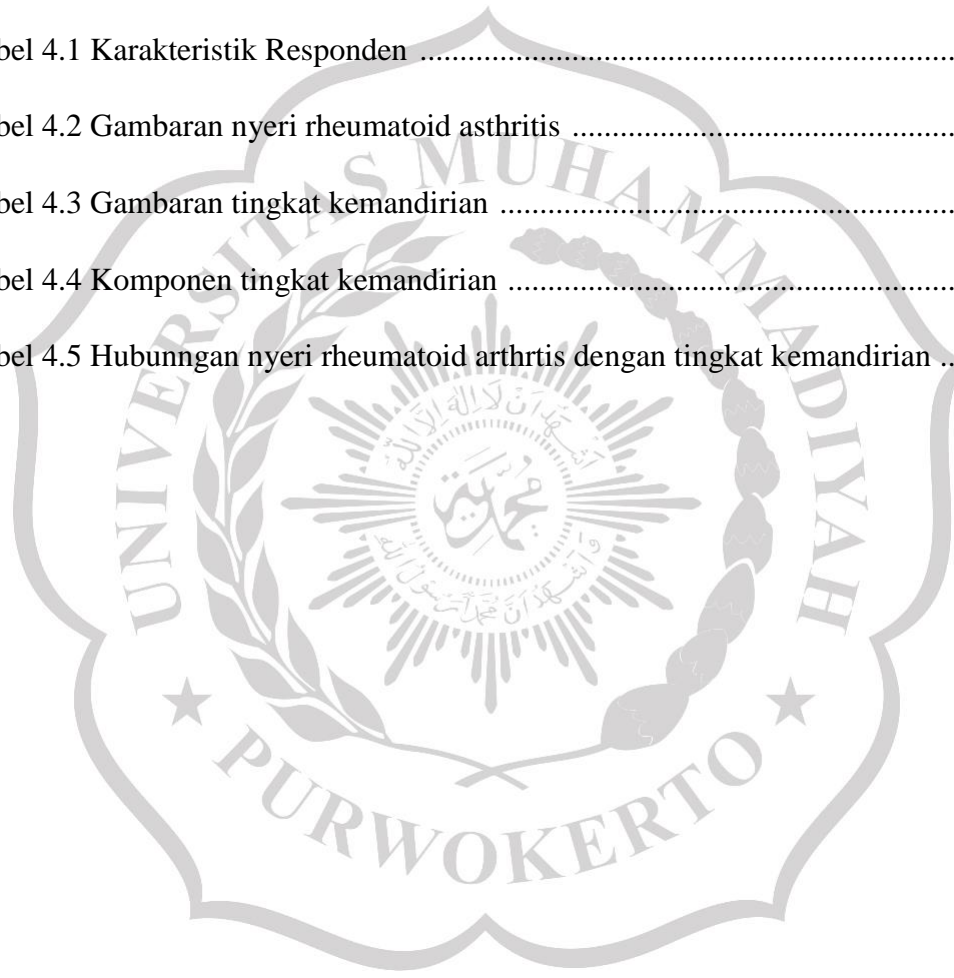 bel 4.1 Karakteristik Responden ....................................................................
bel 4.2 Gambaran nyeri rheumatoid asthritis ................................................
bel 4.3 Gambaran tingkat kemandirian .........................................................
bel 4.4 Komponen tingkat kemandirian ........................................................
bel 4.5 Hubunngan nyeri rheumatoid arthrtis dengan tingkat kemandirian ..
UNIVERSITAS MUHAMMADIYAH
PURWOKERTO